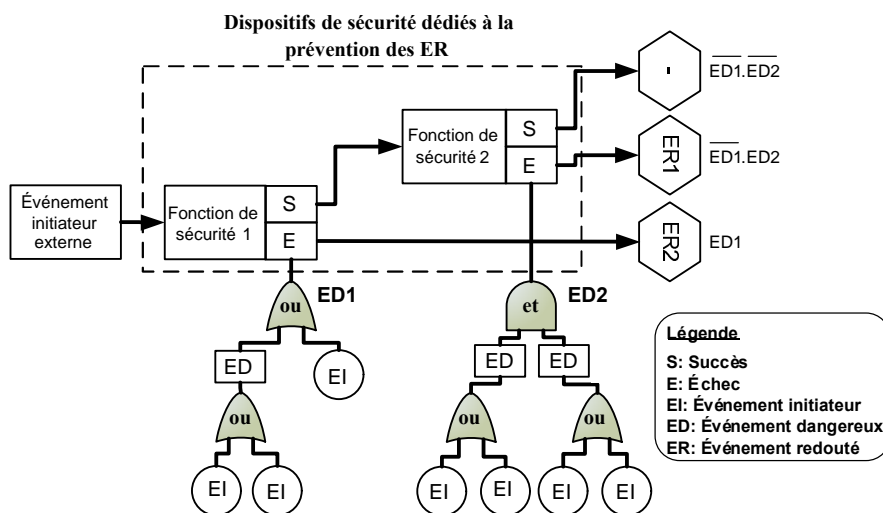 Dispositifs de sécurité dédiés à la
prévention des ER
-
ED1.ED2
Fonction de
sécurité 2
S
E
ER1
ED1.ED2
Événement
initiateur
externe
Fonction de
sécurité 1
S
E
ER2
ED1
ou
ED1
et
ED2
ED
EI
ED
ED
ou
ou
ou
EI
EI
EI
EI
EI
EI
Légende
S: Succès
E: Échec
EI: Événement initiateur
ED: Événement dangereux
ER: Événement redouté